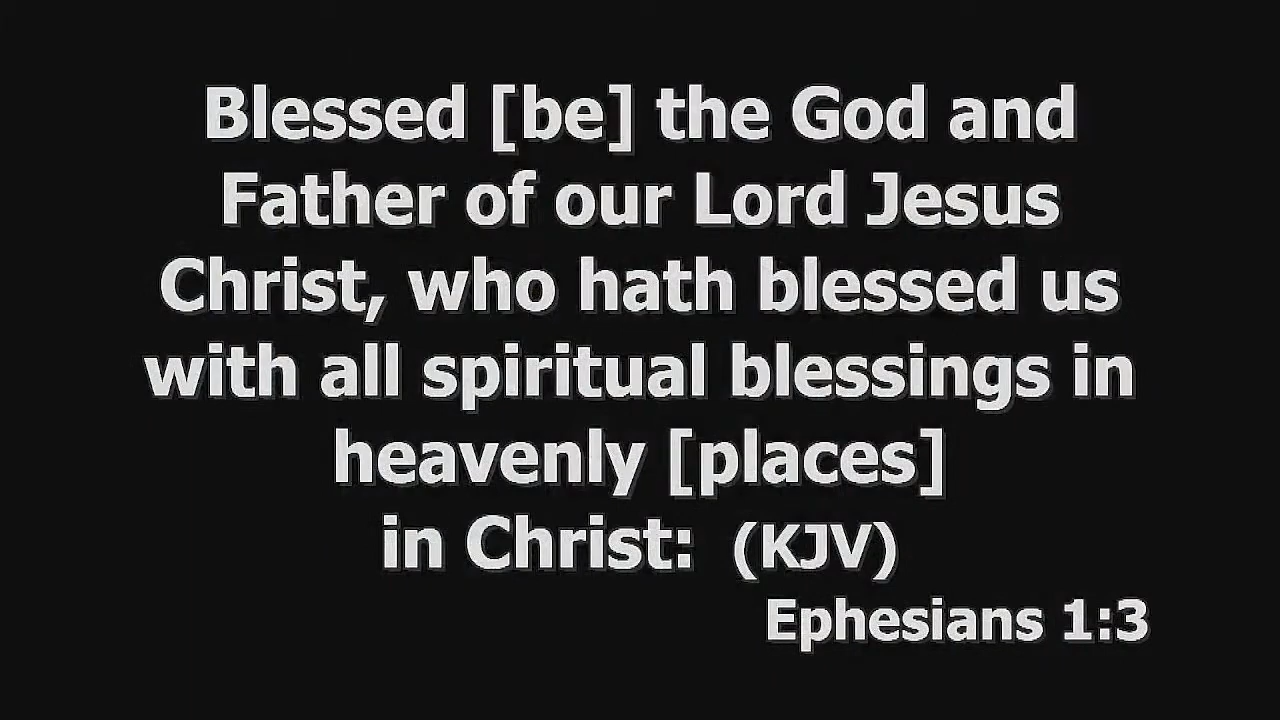 Blessed [be] the God and
Father of our Lord Jesus
Christ, who hath blessed us
with all spiritual blessings in
heavenly [places]
in Christ: (KJV)
Ephesians 1:3